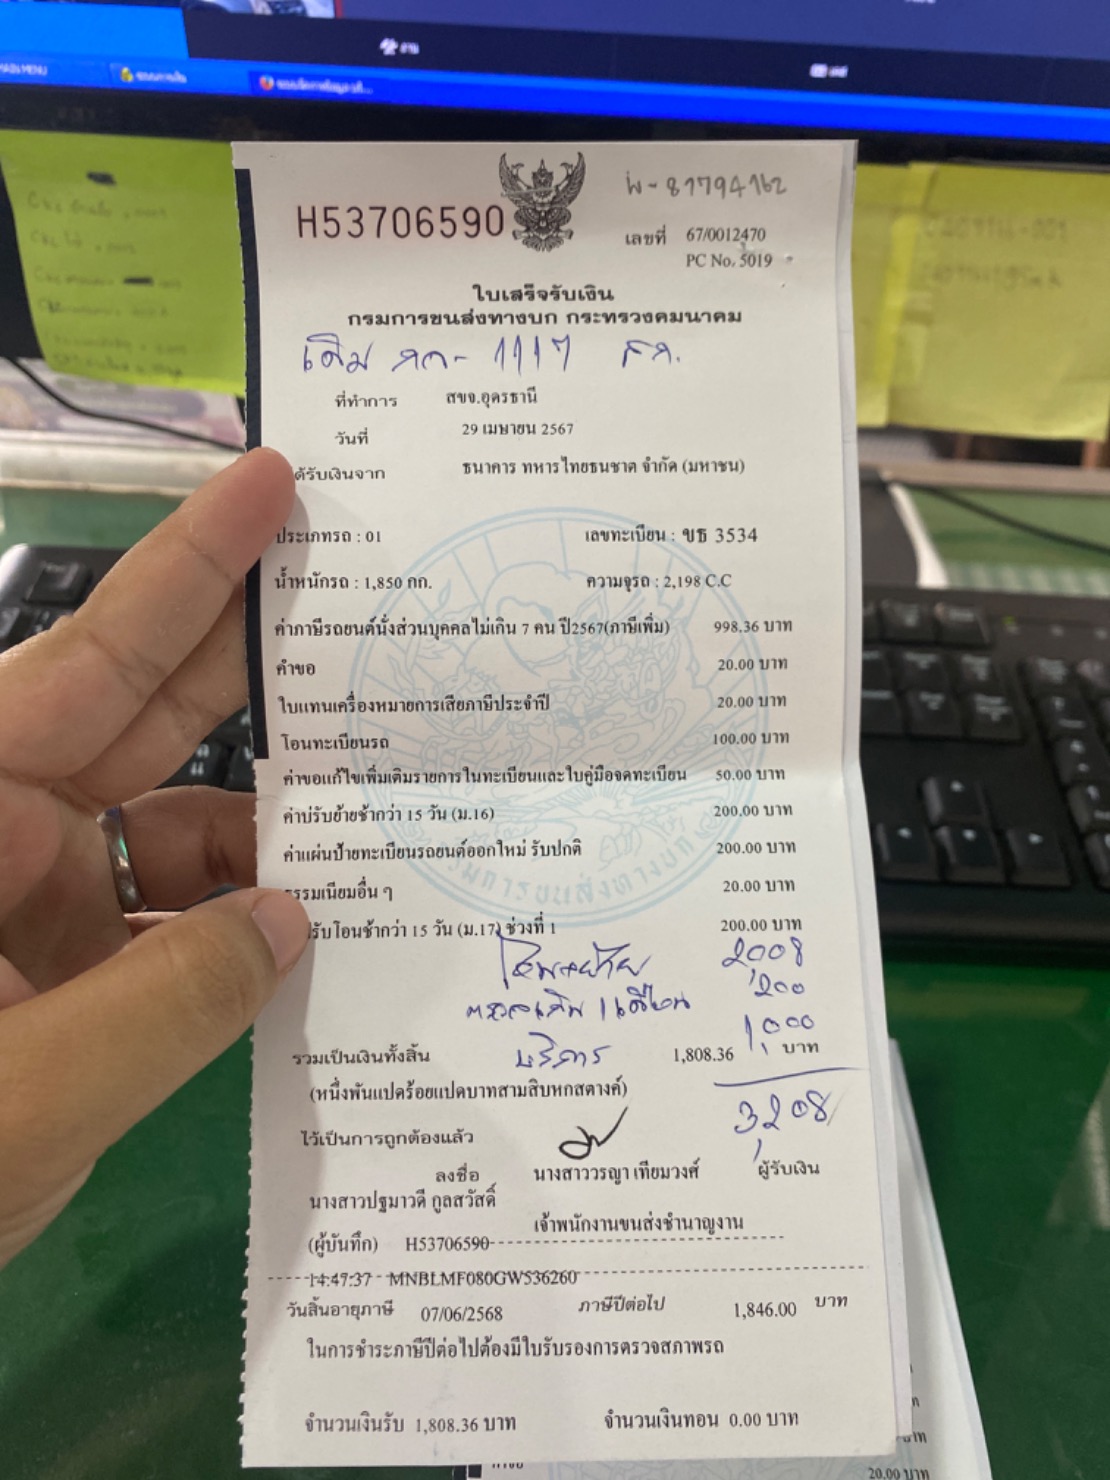 MAIN MENU
H53706590
เลขที่ 67/0012470
PC No. 5019
ใบเสร็จรับเงิน
กรมการขนส่งทางบก กระทรวงคมนาคม
เดิม 1117
ที่ทำการ สขจ.อุดรธานี
วันที่ 29 เมษายน 2567
ได้รับเงินจาก ธนาคาร ทหารไทยธนชาต จำกัด (มหาชน)
ประเภทรถ : 01 เลขทะเบียน : ขธ 3534
น้ำหนักรถ : 1,850 กก. ความจุรถ : 2,198 C.C
ค่าภาษีรถยนต์นั่งส่วนบุคคลไม่เกิน 7 คน ปี2567(ภาษีเพิ่ม) 998.36 บาท
คำขอ 20.00 บาท
ใบแทนเครื่องหมายการเสียภาษีประจำปี 20.00 บาท
โอนทะเบียนรถ 100.00 บาท
ค่าขอแก้ไขเพิ่มเติมรายการในทะเบียนและใบคู่มือจดทะเบียน 50.00 บาท
ค่าปรับย้ายช้ากว่า 15 วัน (ม.16) 200.00 บาท
ค่าแผ่นป้ายทะเบียนรถยนต์ออกใหม่ รับปกติ 200.00 บาท
ธรรมเนียมอื่น ๆ 20.00 บาท
รับโอนช้ากว่า 15 วัน (ม.17) ช่วงที่ 1 200.00 บาท
กรมการขนส่งทางบก
โอน+ย้าย 2,008
200
บริการ 1,000
รวมเป็นเงินทั้งสิ้น 1,808.36 บาท
(หนึ่งพันแปดร้อยแปดบาทสามสิบหกสตางค์)
3,208
ไว้เป็นการถูกต้องแล้ว
ลงชื่อ นางสาววรญา เทียมวงศ์ ผู้รับเงิน
นางสาวปฐมาวดี กูลสวัสดิ์
เจ้าพนักงานขนส่งชำนาญงาน
(ผู้บันทึก) H53706590
14:47:37 MNBLMF080GW536260
วันสิ้นอายุภาษี 07/06/2568 ภาษีปีต่อไป 1,846.00 บาท
ในการชำระภาษีปีต่อไปต้องมีใบรับรองการตรวจสภาพรถ
จำนวนเงินรับ 1,808.36 บาท จำนวนเงินทอน 0.00 บาท
20.00 บาท